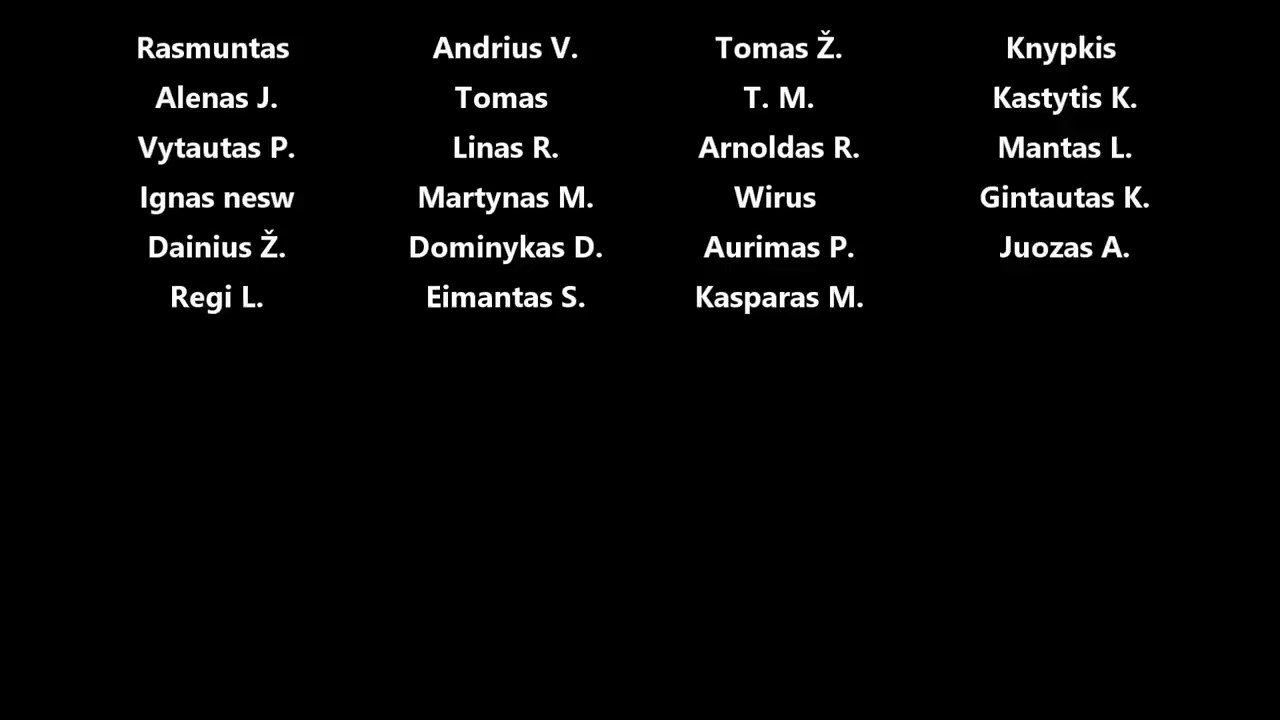 Rasmuntas Andrius V. Tomas Ž. Knypkis
Alenas J. Tomas T. M. Kastytis K.
Vytautas P. Linas R. Arnoldas R. Mantas L.
Ignas nesw Martynas M. Wirus Gintautas K.
Dainius Ž. Dominykas D. Aurimas P. Juozas A.
Regi L. Eimantas S. Kasparas M.